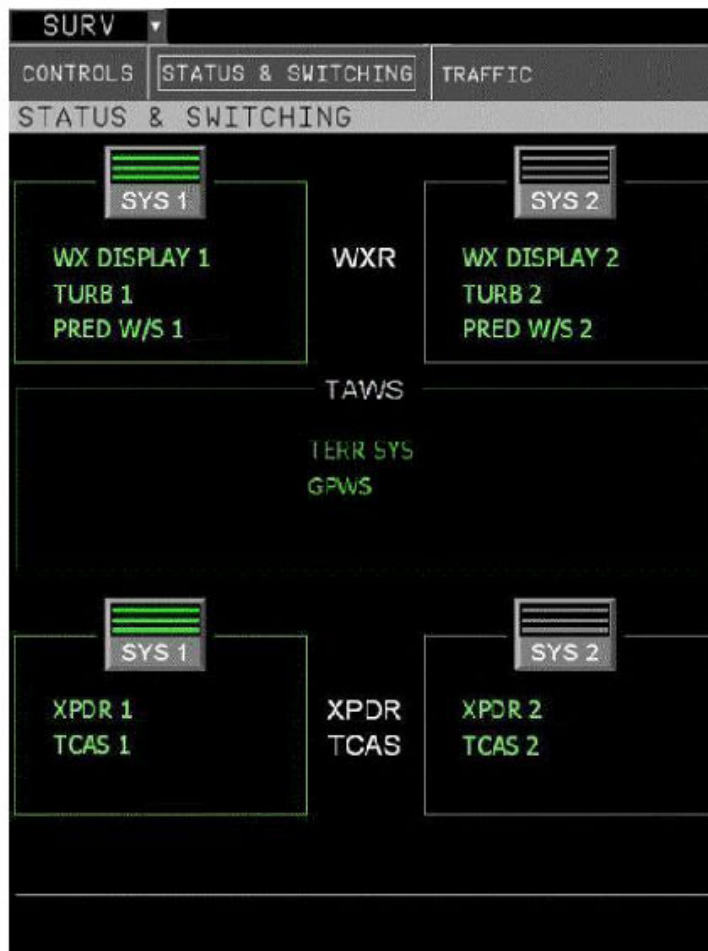 SURV
CONTROLS STATUS & SWITCHING TRAFFIC
STATUS & SWITCHING
SYS 1 SYS 2
WX DISPLAY 1 WXR WX DISPLAY 2
TURB 1 TURB 2
PRED W/S 1 PRED W/S 2
TAWS
TERR SYS
GPWS
SYS 1 SYS 2
XPDR 1 XPDR XPDR 2
TCAS 1 TCAS TCAS 2